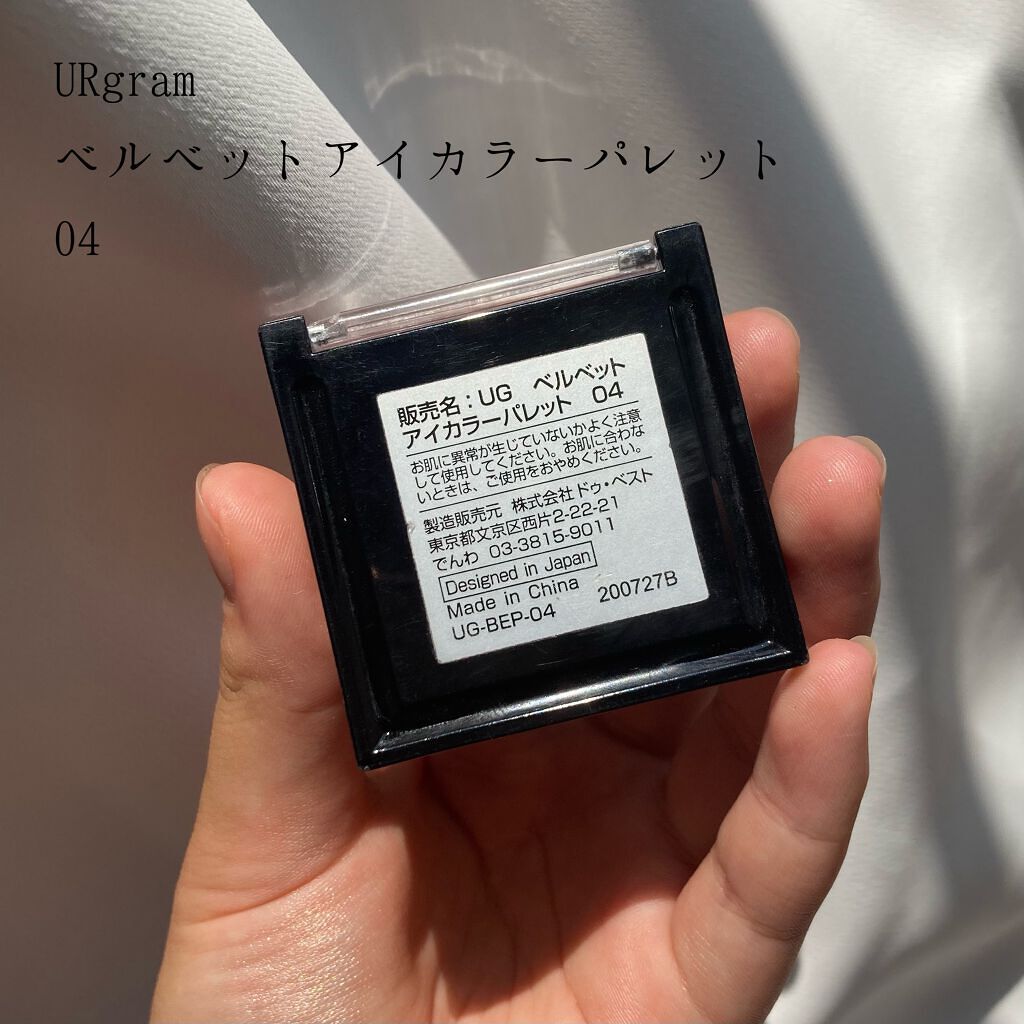 URgram
ベルベットアイカラーパレット
04
販売名:UG ベルベット
アイカラーパレット 04
お肌に異常が生じていないかよく注意
して使用してください。お肌に合わな
いときは、ご使用をおやめください。
製造販売元 株式会社ドゥ・ベスト
東京都文京区西片2-22-21
でんわ 03-3815-9011
Designed in Japan
Made in China
UG-BEP-04 200727B